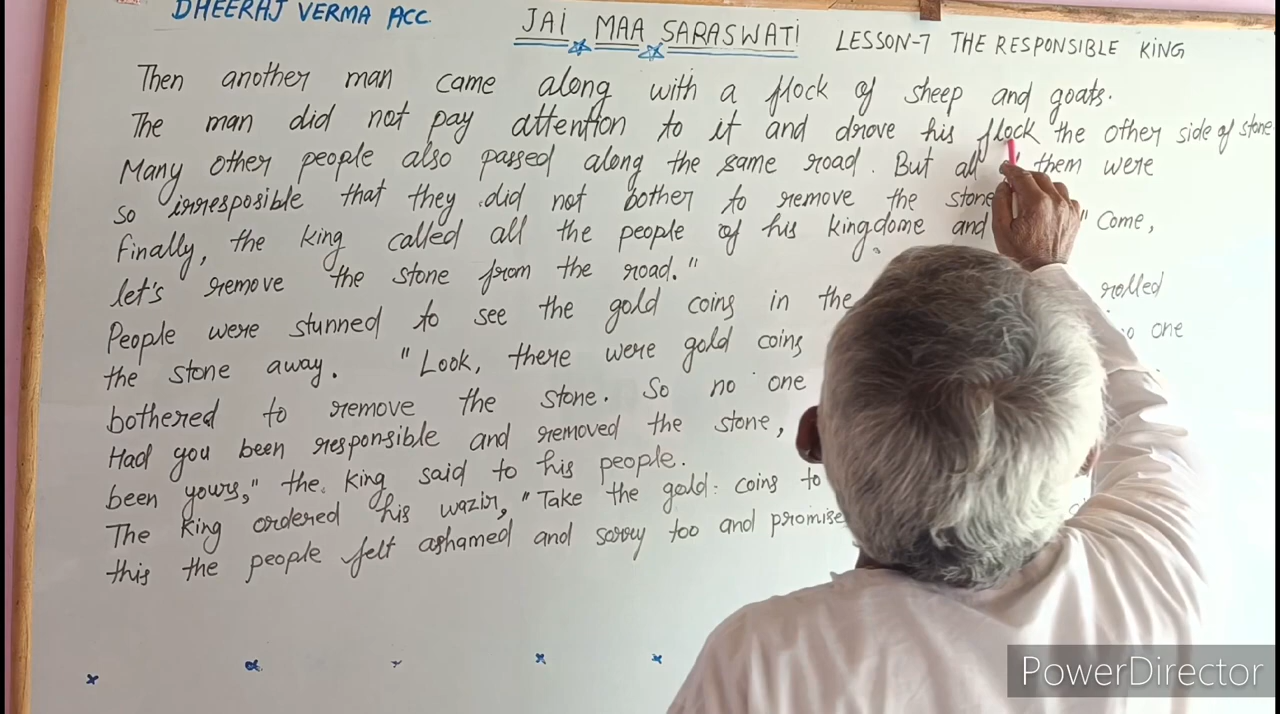 DHEERAJ VERMA ACC
JAI MAA SARASWATI
LESSON-7 THE RESPONSIBLE KING
Then another man came along with a flock of sheep and goats.
The man did not pay attention to it and drove his flock the other side of stone
Many other people also passed along the same road. But all them were
so irresposible that they did not bother to remove the stone
Finally, the king called all the people of his kingdome and " Come,
let's remove the stone from the road."
People were stunned to see the gold coins in the rolled
the stone away. "Look, there were gold coins one
bothered to remove the stone. So no one
Had you been responsible and removed the stone,
been yours," the king said to his people.
The king ordered his wazir, "Take the gold coins to
this the people felt ashamed and sorry too and promise
PowerDirector